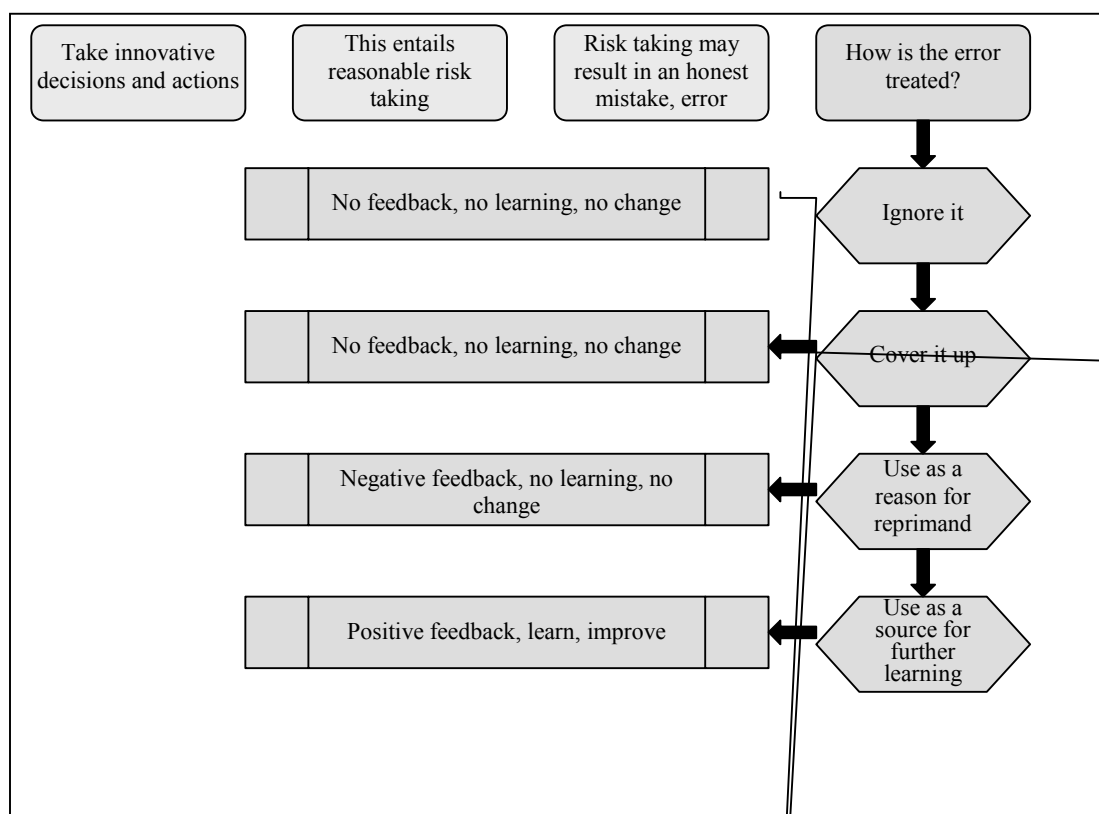 Take innovative
decisions and actions
This entails
reasonable risk
taking
Risk taking may
result in an honest
mistake, error
How is the error
treated?
No feedback, no learning, no change
Ignore it
No feedback, no learning, no change
Cover it up
Negative feedback, no learning, no
change
Use as a
reason for
reprimand
Positive feedback, learn, improve
Use as a
source for
further
learning